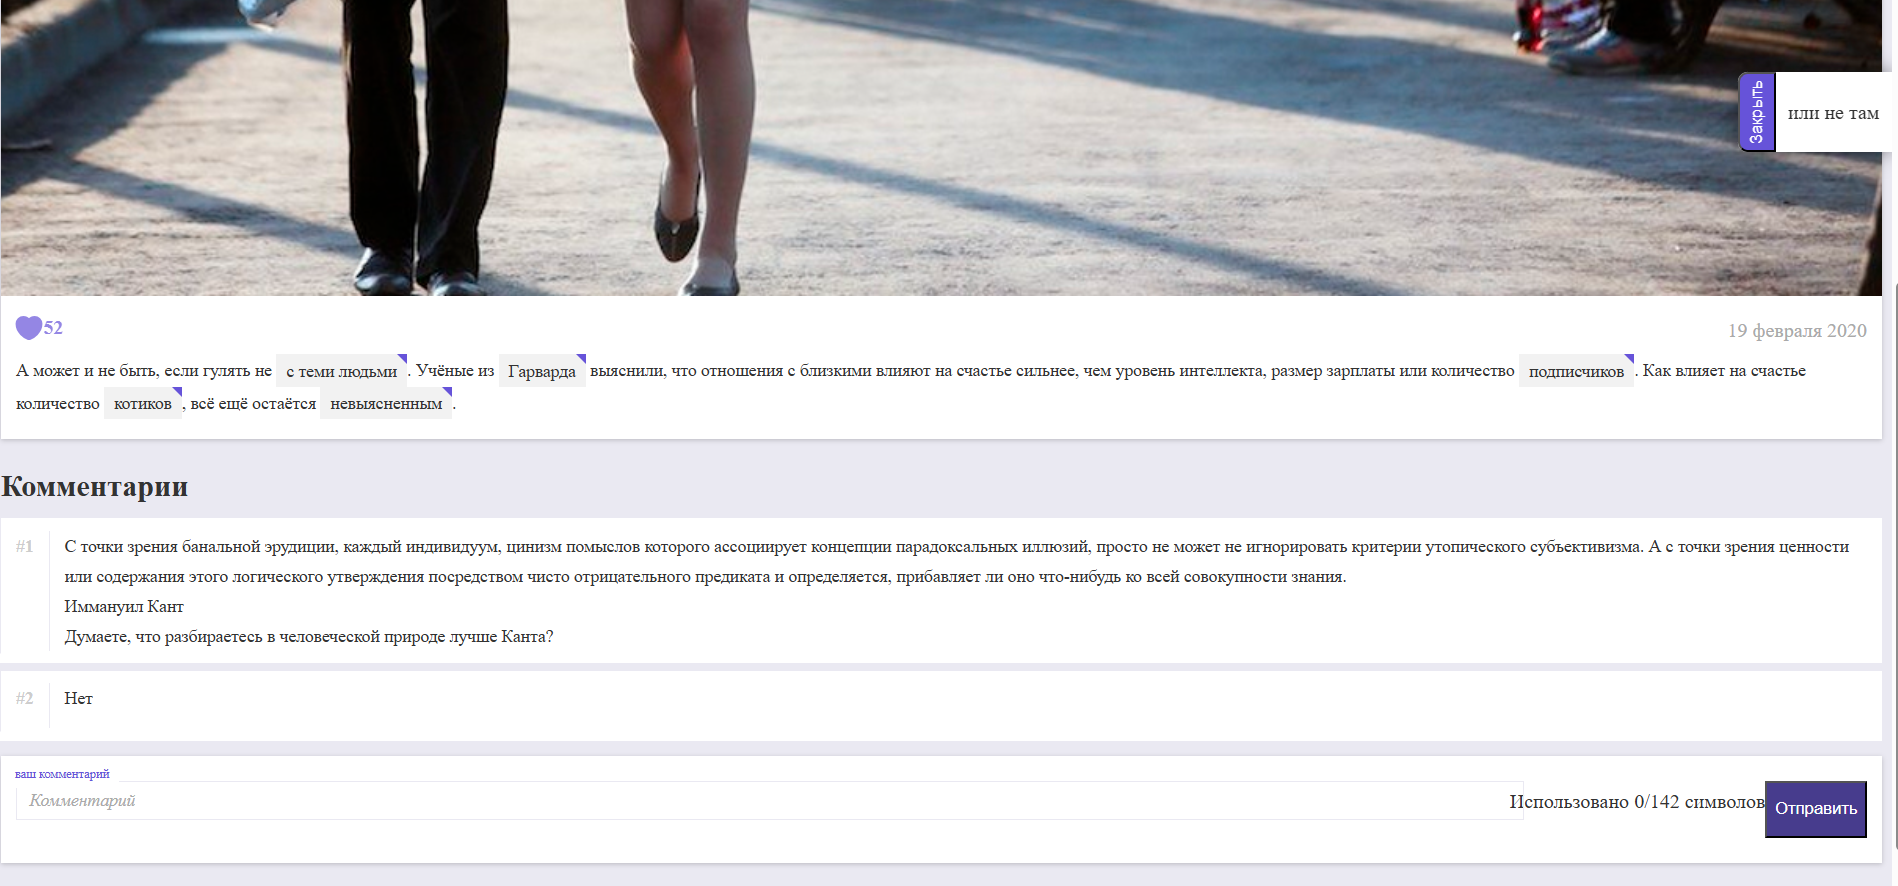 Закрыть
или не там
52
19 февраля 2020
А может и не быть, если гулять не с теми людьми. Учёные из Гарварда выяснили, что отношения с близкими влияют на счастье сильнее, чем уровень интеллекта, размер зарплаты или количество подписчиков. Как влияет на счастье
количество котиков, всё ещё остаётся невыясненным.
Комментарии
#1 С точки зрения банальной эрудиции, каждый индивидуум, цинизм помыслов которого ассоциирует концепции парадоксальных иллюзий, просто не может не игнорировать критерии утопического субъективизма. А с точки зрения ценности
или содержания этого логического утверждения посредством чисто отрицательного предиката и определяется, прибавляет ли оно что-нибудь ко всей совокупности знания.
Иммануил Кант
Думаете, что разбираетесь в человеческой природе лучше Канта?
#2 Нет
ваш комментарий
Комментарий
Использовано 0/142 символов
Отправить